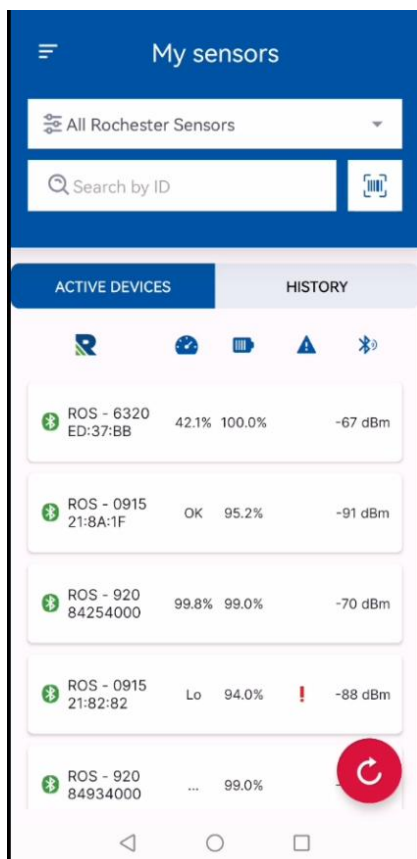 My sensors
All Rochester Sensors
Search by ID
ACTIVE DEVICES HISTORY
ROS - 6320
ED:37:BB 42.1% 100.0% -67 dBm
ROS - 0915
21:8A:1F OK 95.2% -91 dBm
ROS - 920
84254000 99.8% 99.0% -70 dBm
ROS - 0915
21:82:82 Lo 94.0% ! -88 dBm
ROS - 920
84934000 ... 99.0%